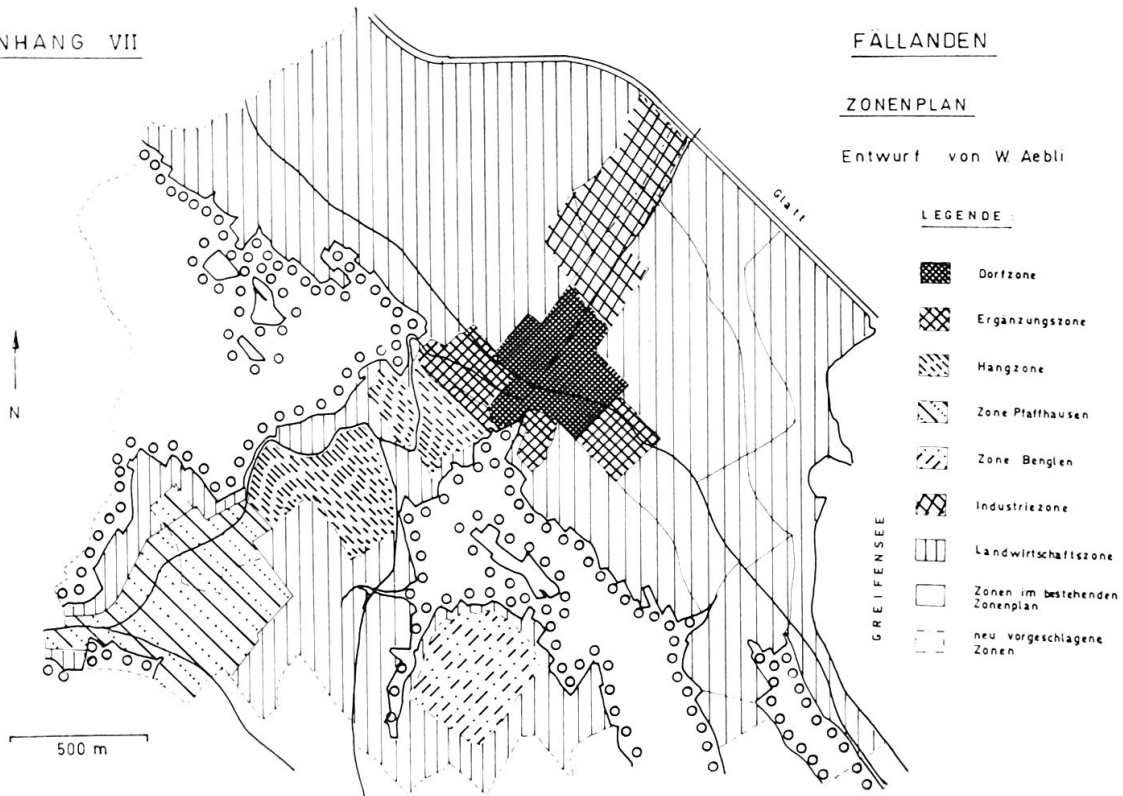 NHANG VII
FÄLLANDEN
ZONENPLAN
Entwurf von W. Aebli
LEGENDE:
Dorfzone
Ergänzungszone
Hangzone
Zone Pfaffhausen
Zone Benglen
Industriezone
Landwirtschaftszone
Zonen im bestehenden
Zonenplan
neu vorgeschlagene
Zonen
Glatt
GREIFENSEE
N
500 m